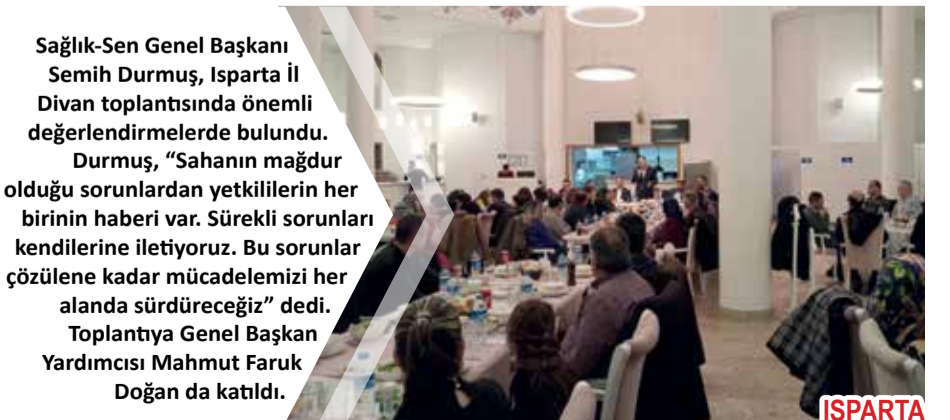 Sağlık-Sen Genel Başkanı
Semih Durmuş, Isparta İl
Divan toplantısında önemli
değerlendirmelerde bulundu.
Durmuş, “Sahanın mağdur
olduğu sorunlardan yetkililerin her
birinin haberi var. Sürekli sorunları
kendilerine iletiyoruz. Bu sorunlar
çözülene kadar mücadelemizi her
alanda sürdüreceğiz” dedi.
Toplantıya Genel Başkan
Yardımcısı Mahmut Faruk
Doğan da katıldı.
ISPARTA